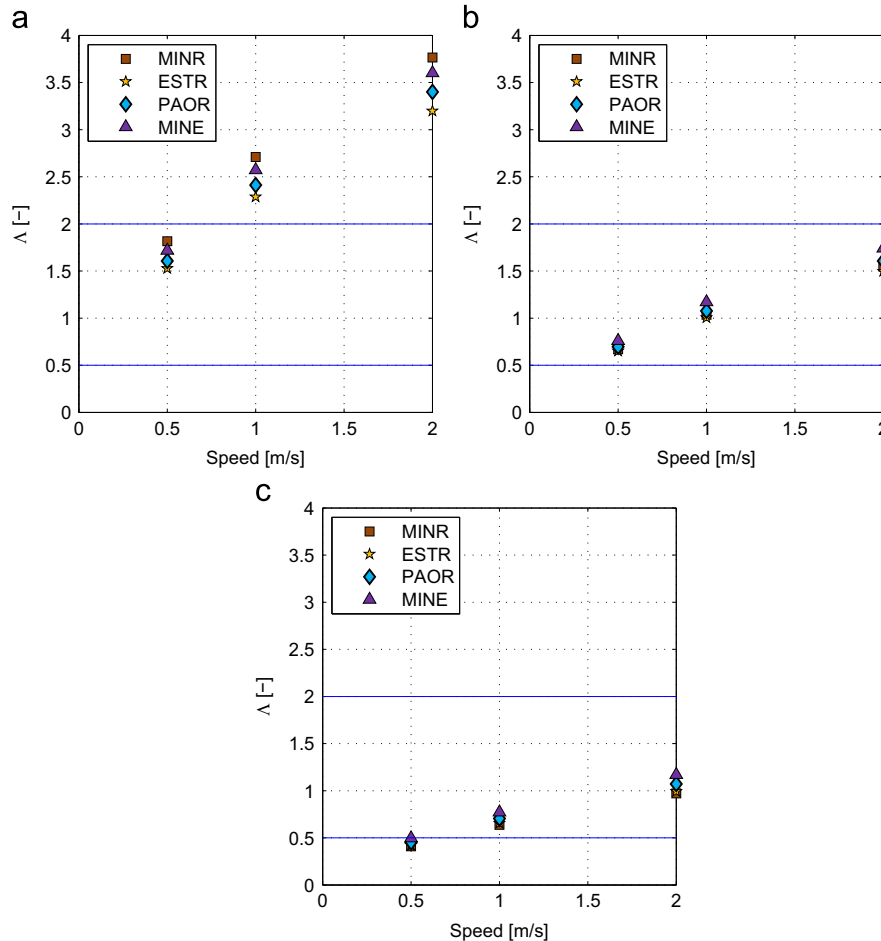 a
4
3.5
3
2.5
2
1.5
1
0.5
0
Λ [−]
MINR
ESTR
PAOR
MINE
0 0.5 1 1.5 2
Speed [m/s]
b
4
3.5
3
2.5
2
1.5
1
0.5
0
Λ [−]
MINR
ESTR
PAOR
MINE
0 0.5 1 1.5 2
Speed [m/s]
c
4
3.5
3
2.5
2
1.5
1
0.5
0
Λ [−]
MINR
ESTR
PAOR
MINE
0 0.5 1 1.5 2
Speed [m/s]